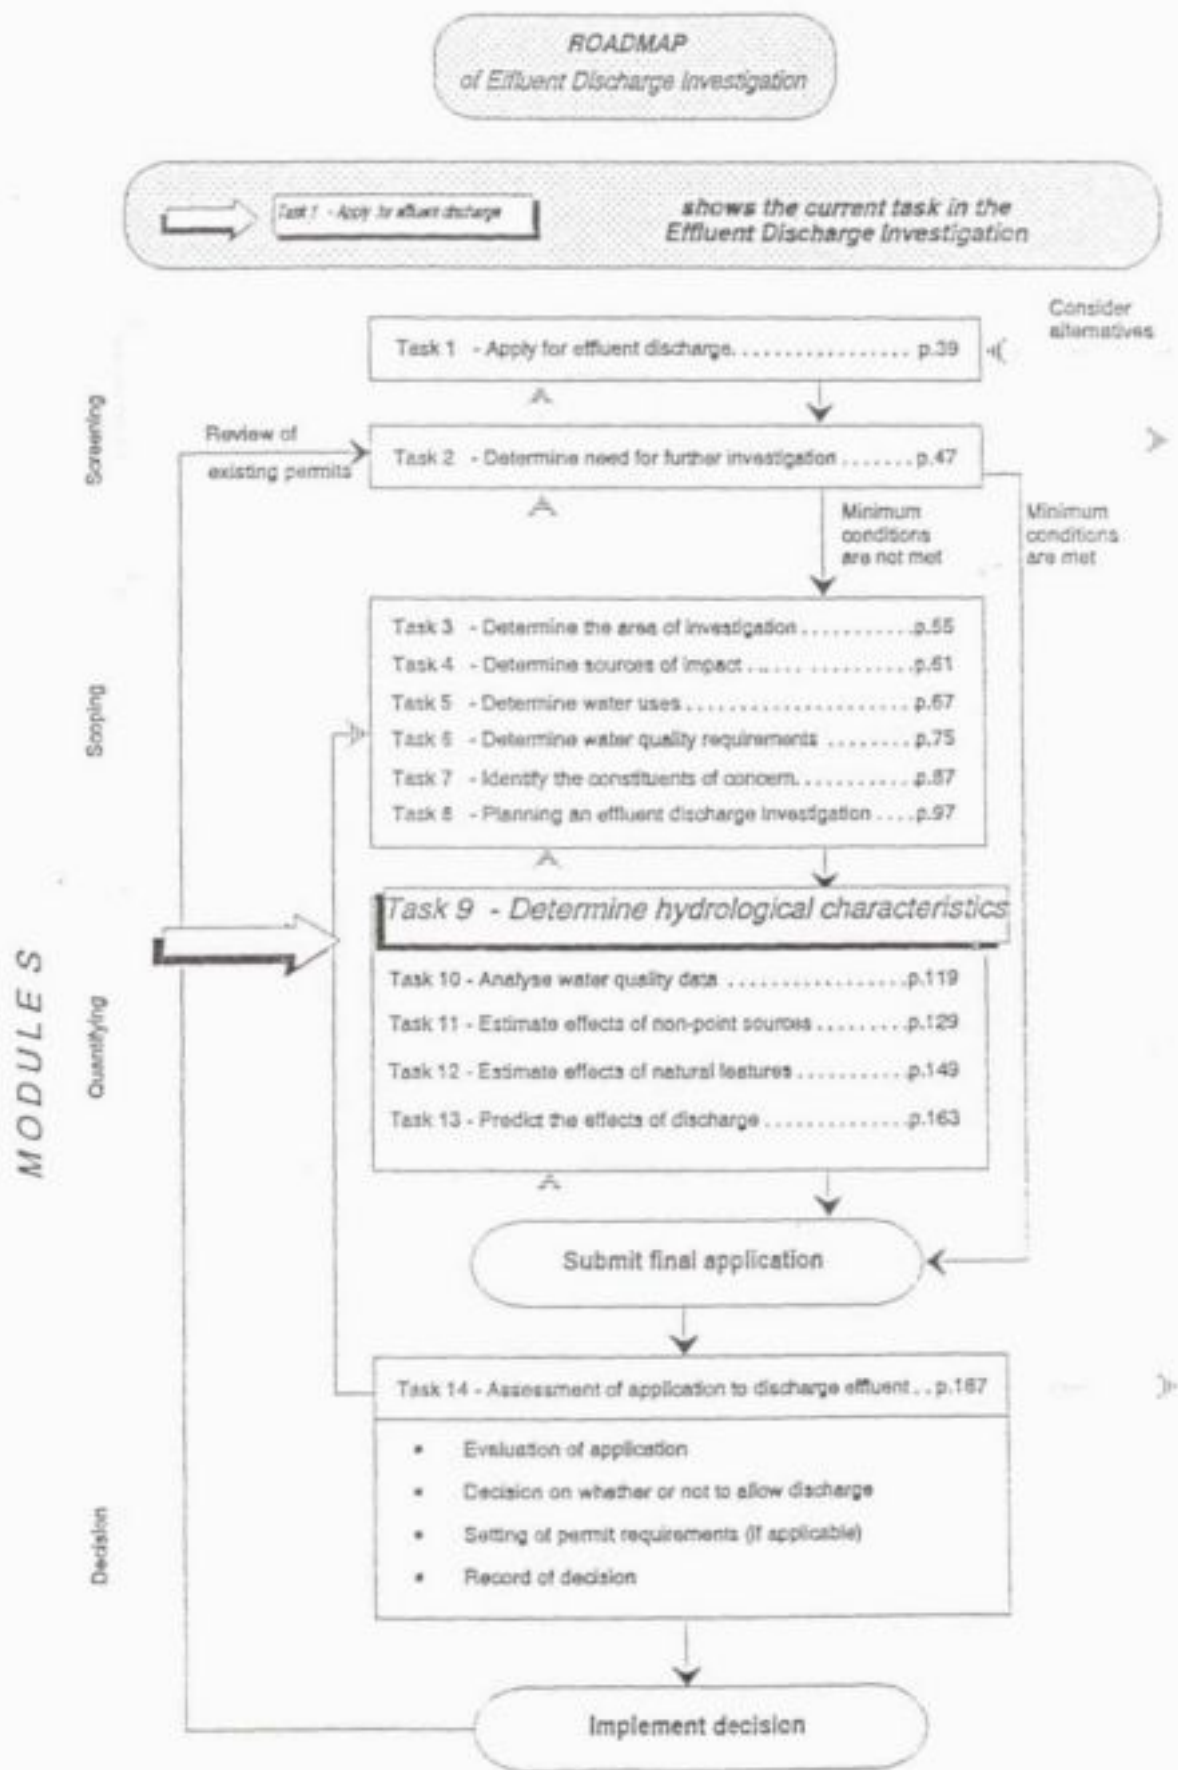 ROADMAP
of Effluent Discharge Investigation
Task 1 - Apply for effluent discharge
shows the current task in the
Effluent Discharge Investigation
Consider
alternatives
Task 1 - Apply for effluent discharge................. p.39
Screening
Review of
existing permits
Task 2 - Determine need for further investigation ....... p.47
Minimum
conditions
are not met
Minimum
conditions
are met
Scoping
Task 3 - Determine the area of investigation ...........p.55
Task 4 - Determine sources of impact ... ........... p.61
Task 5 - Determine water uses ......................p.67
Task 6 - Determine water quality requirements ........p.75
Task 7 - Identify the constituents of concern...........p.87
Task 8 - Planning an effluent discharge investigation ....p.97
MODULES
Quantifying
Task 9 - Determine hydrological characteristics
Task 10 - Analyse water quality data .................p.119
Task 11 - Estimate effects of non-point sources .........p.129
Task 12 - Estimate effects of natural features ...........p.149
Task 13 - Predict the effects of discharge ..............p.163
Submit final application
Decision
Task 14 - Assessment of application to discharge effluent .. p.167
• Evaluation of application
• Decision on whether or not to allow discharge
• Setting of permit requirements (if applicable)
• Record of decision
Implement decision